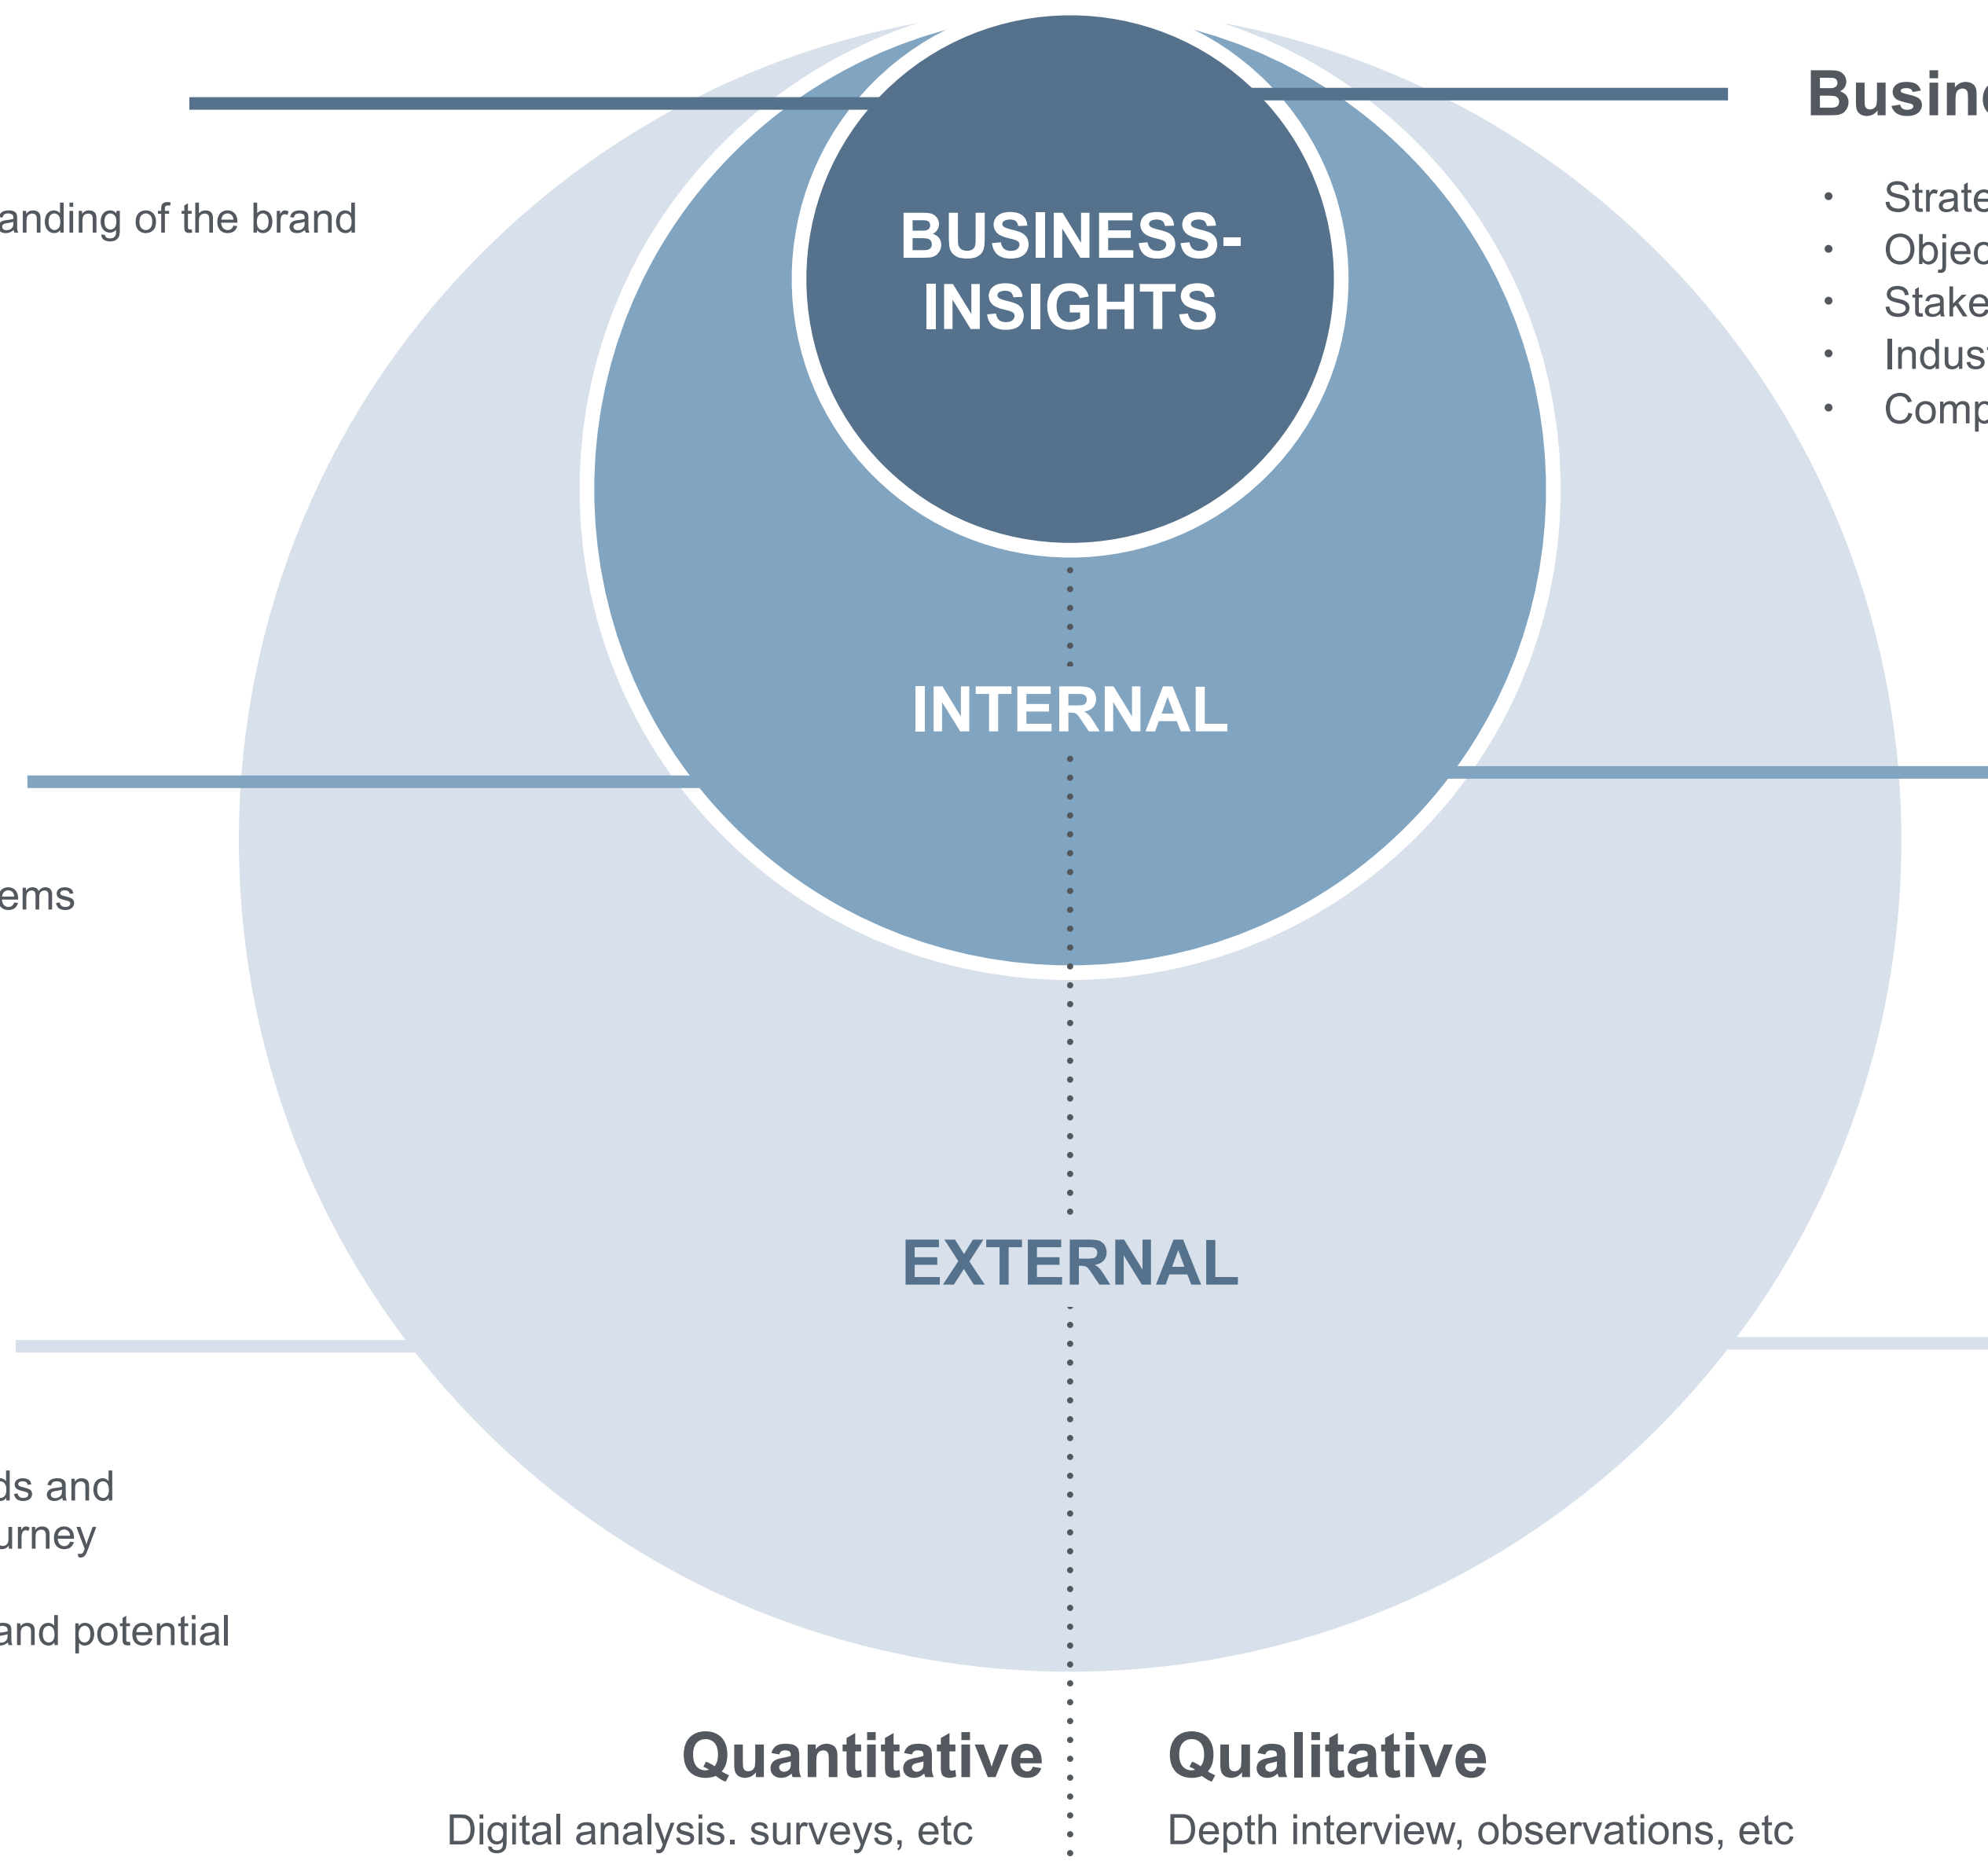 Busin
anding of the brand
BUSINESS-
INSIGHTS
• Strate
• Objec
• Stake
• Indus
• Comp
INTERNAL
ems
EXTERNAL
ds and
urney
and potential
Quantitative
Qualitative
Digital analysis. surveys, etc
Depth interview, observations, etc